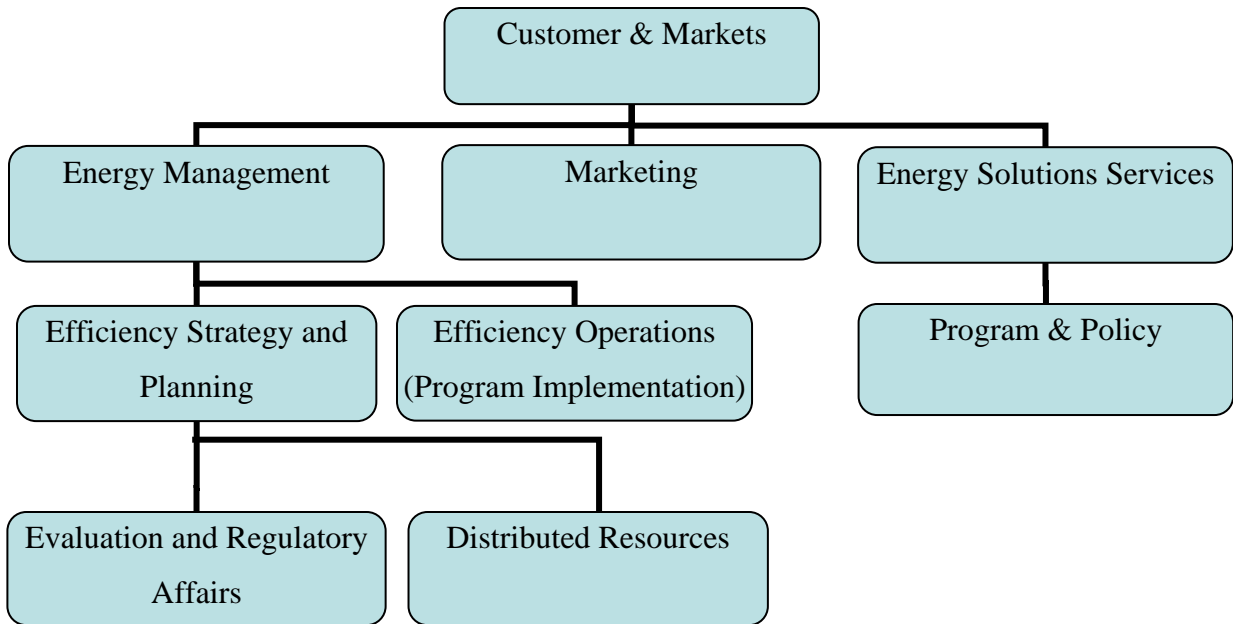 Customer & Markets
Energy Management
Marketing
Energy Solutions Services
Efficiency Strategy and
Planning
Efficiency Operations
(Program Implementation)
Program & Policy
Evaluation and Regulatory
Affairs
Distributed Resources